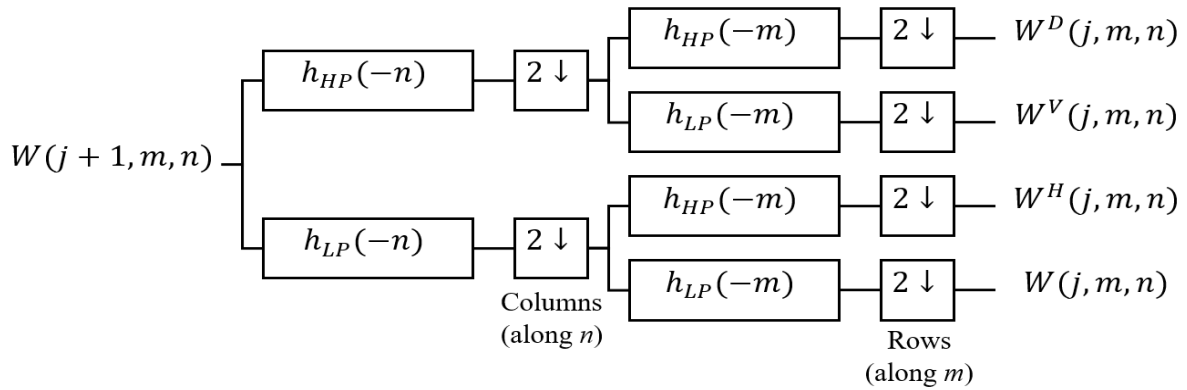 h_{HP}(−m) 2 ↓ W^D(j, m, n)
h_{HP}(−n) 2 ↓
h_{LP}(−m) 2 ↓ W^V(j, m, n)
W(j + 1, m, n)
h_{HP}(−m) 2 ↓ W^H(j, m, n)
h_{LP}(−n) 2 ↓
h_{LP}(−m) 2 ↓ W(j, m, n)
Columns
(along n)
Rows
(along m)